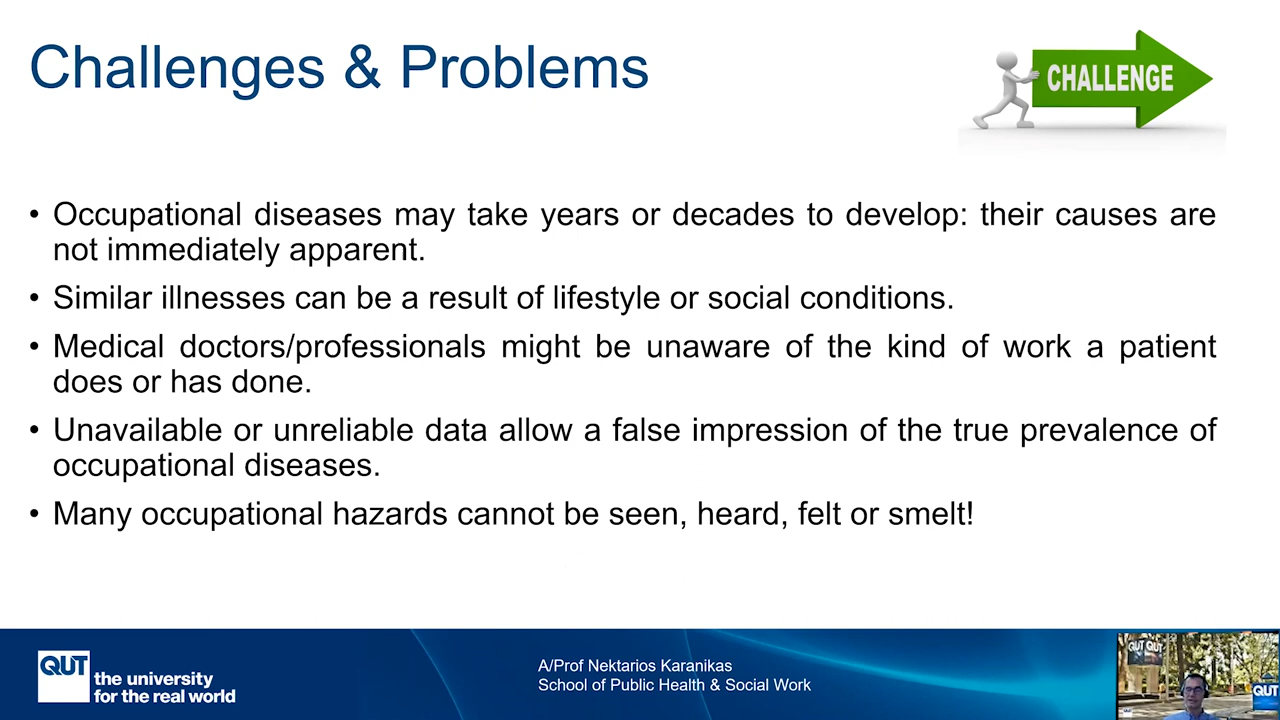 Challenges & Problems
CHALLENGE
• Occupational diseases may take years or decades to develop: their causes are
not immediately apparent.
• Similar illnesses can be a result of lifestyle or social conditions.
• Medical doctors/professionals might be unaware of the kind of work a patient
does or has done.
• Unavailable or unreliable data allow a false impression of the true prevalence of
occupational diseases.
• Many occupational hazards cannot be seen, heard, felt or smelt!
QUT
the university
for the real world
A/Prof Nektarios Karanikas
School of Public Health & Social Work
QUT QUT
QUT
QUT